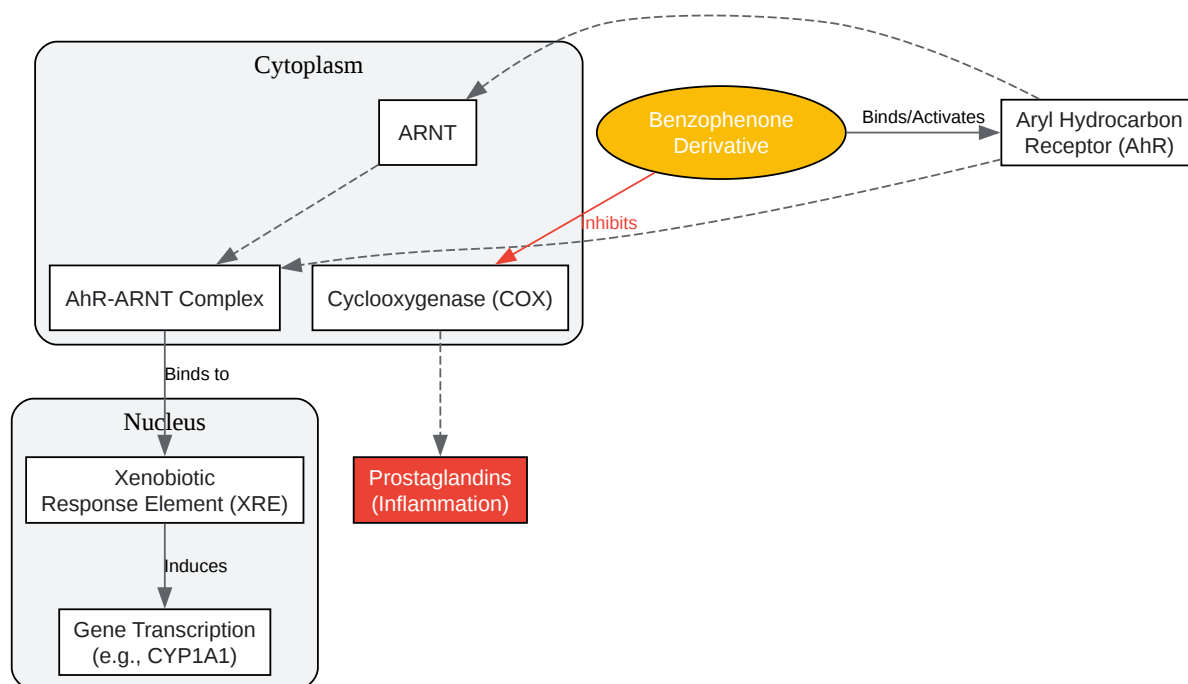 Cytoplasm
ARNT
Benzophenone
Derivative
Binds/Activates
Aryl Hydrocarbon
Receptor (AhR)
Inhibits
AhR-ARNT Complex
Cyclooxygenase (COX)
Binds to
Nucleus
Xenobiotic
Response Element (XRE)
Prostaglandins
(Inflammation)
Induces
Gene Transcription
(e.g., CYP1A1)